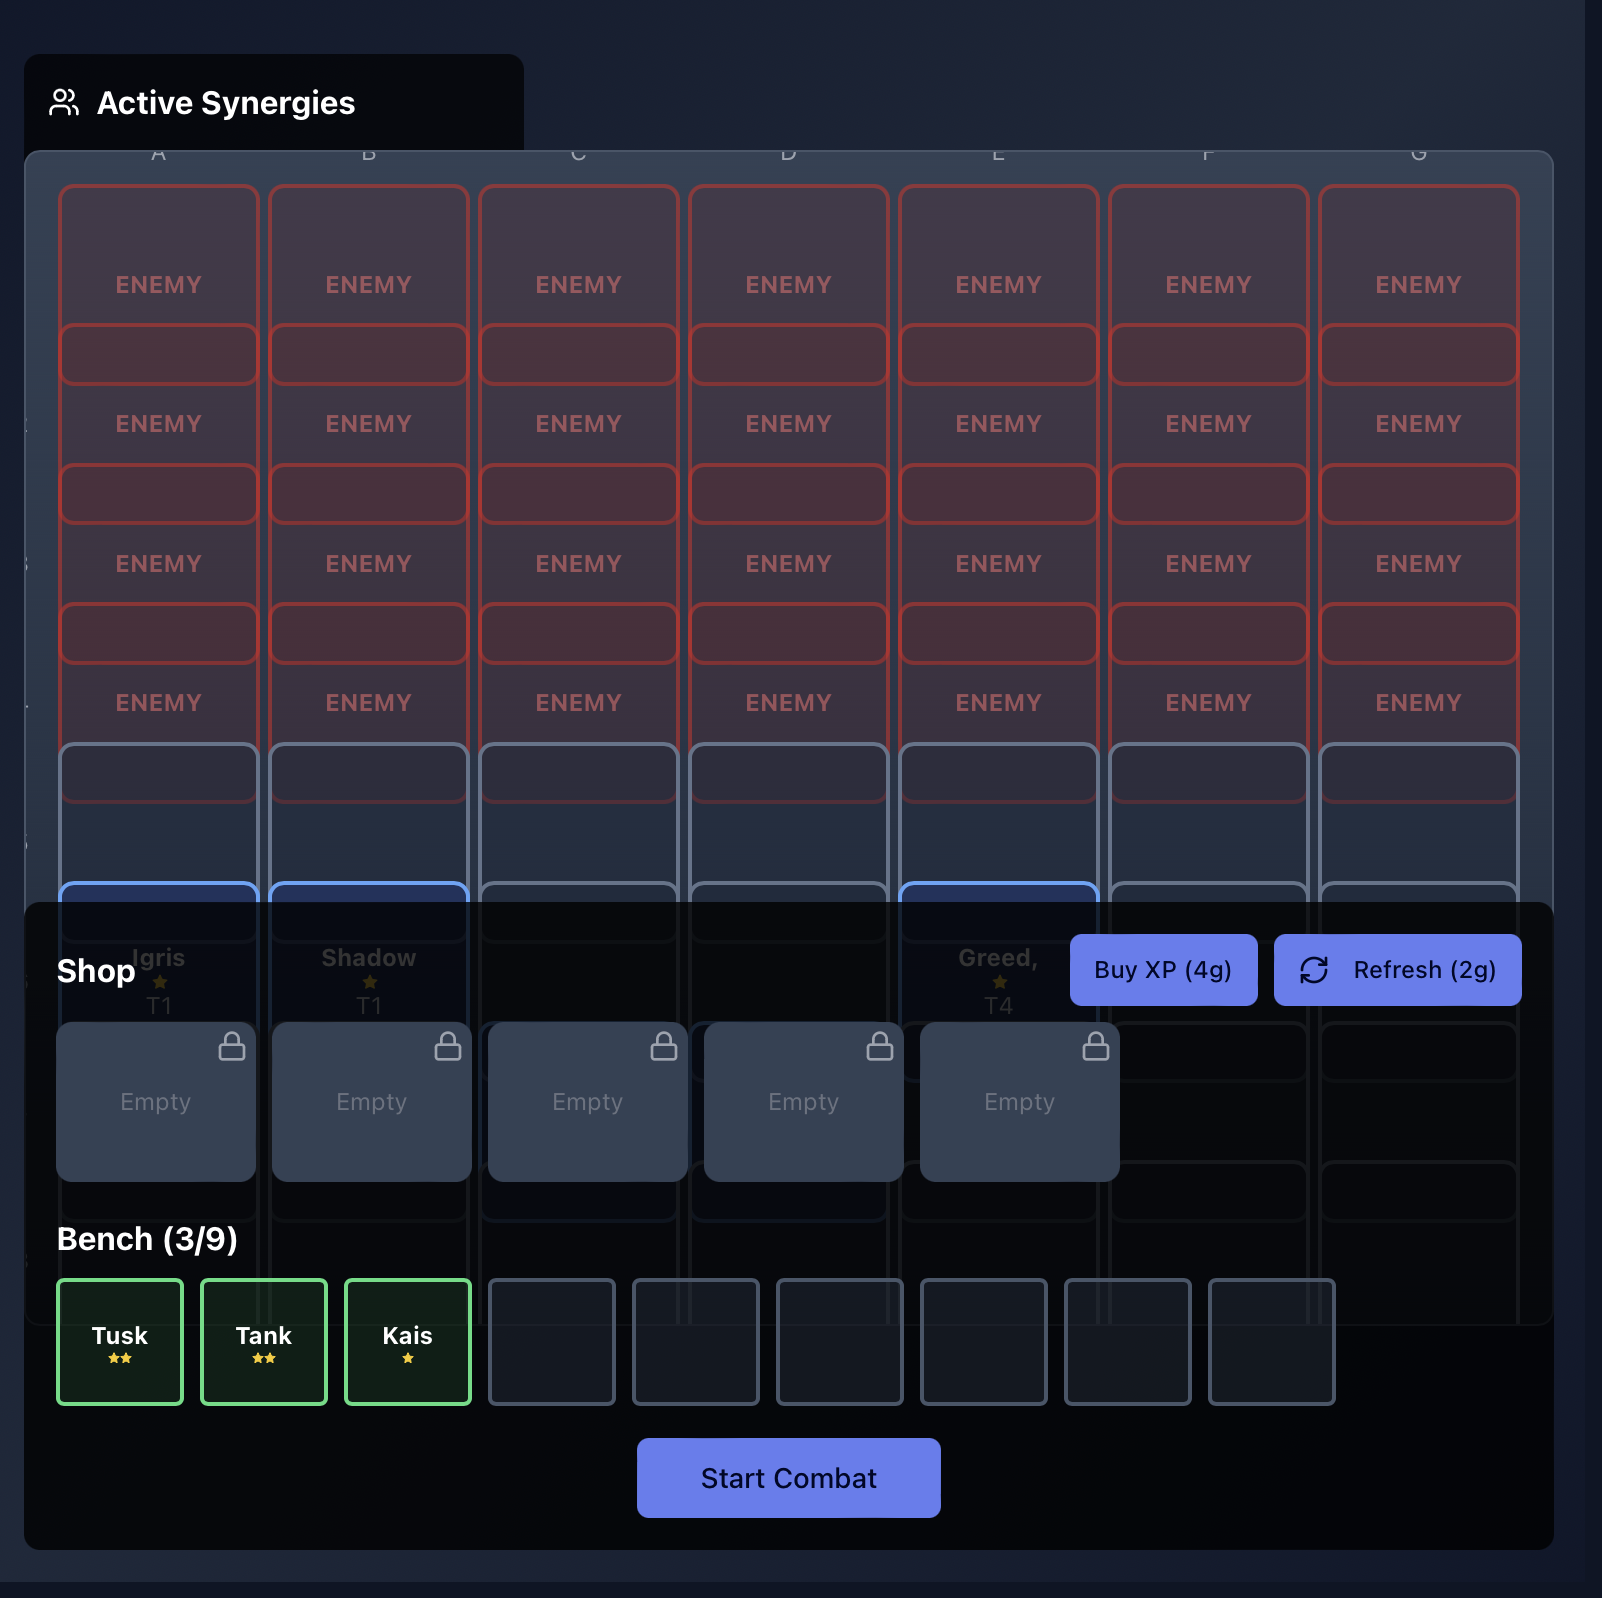 Active Synergies
A B C D E F G
ENEMY ENEMY ENEMY ENEMY ENEMY ENEMY ENEMY
ENEMY ENEMY ENEMY ENEMY ENEMY ENEMY ENEMY
ENEMY ENEMY ENEMY ENEMY ENEMY ENEMY ENEMY
ENEMY ENEMY ENEMY ENEMY ENEMY ENEMY ENEMY
Igris Shadow Greed,
T1 T1 T4
Shop
Buy XP (4g) Refresh (2g)
Empty Empty Empty Empty Empty
Bench (3/9)
Tusk Tank Kais
Start Combat